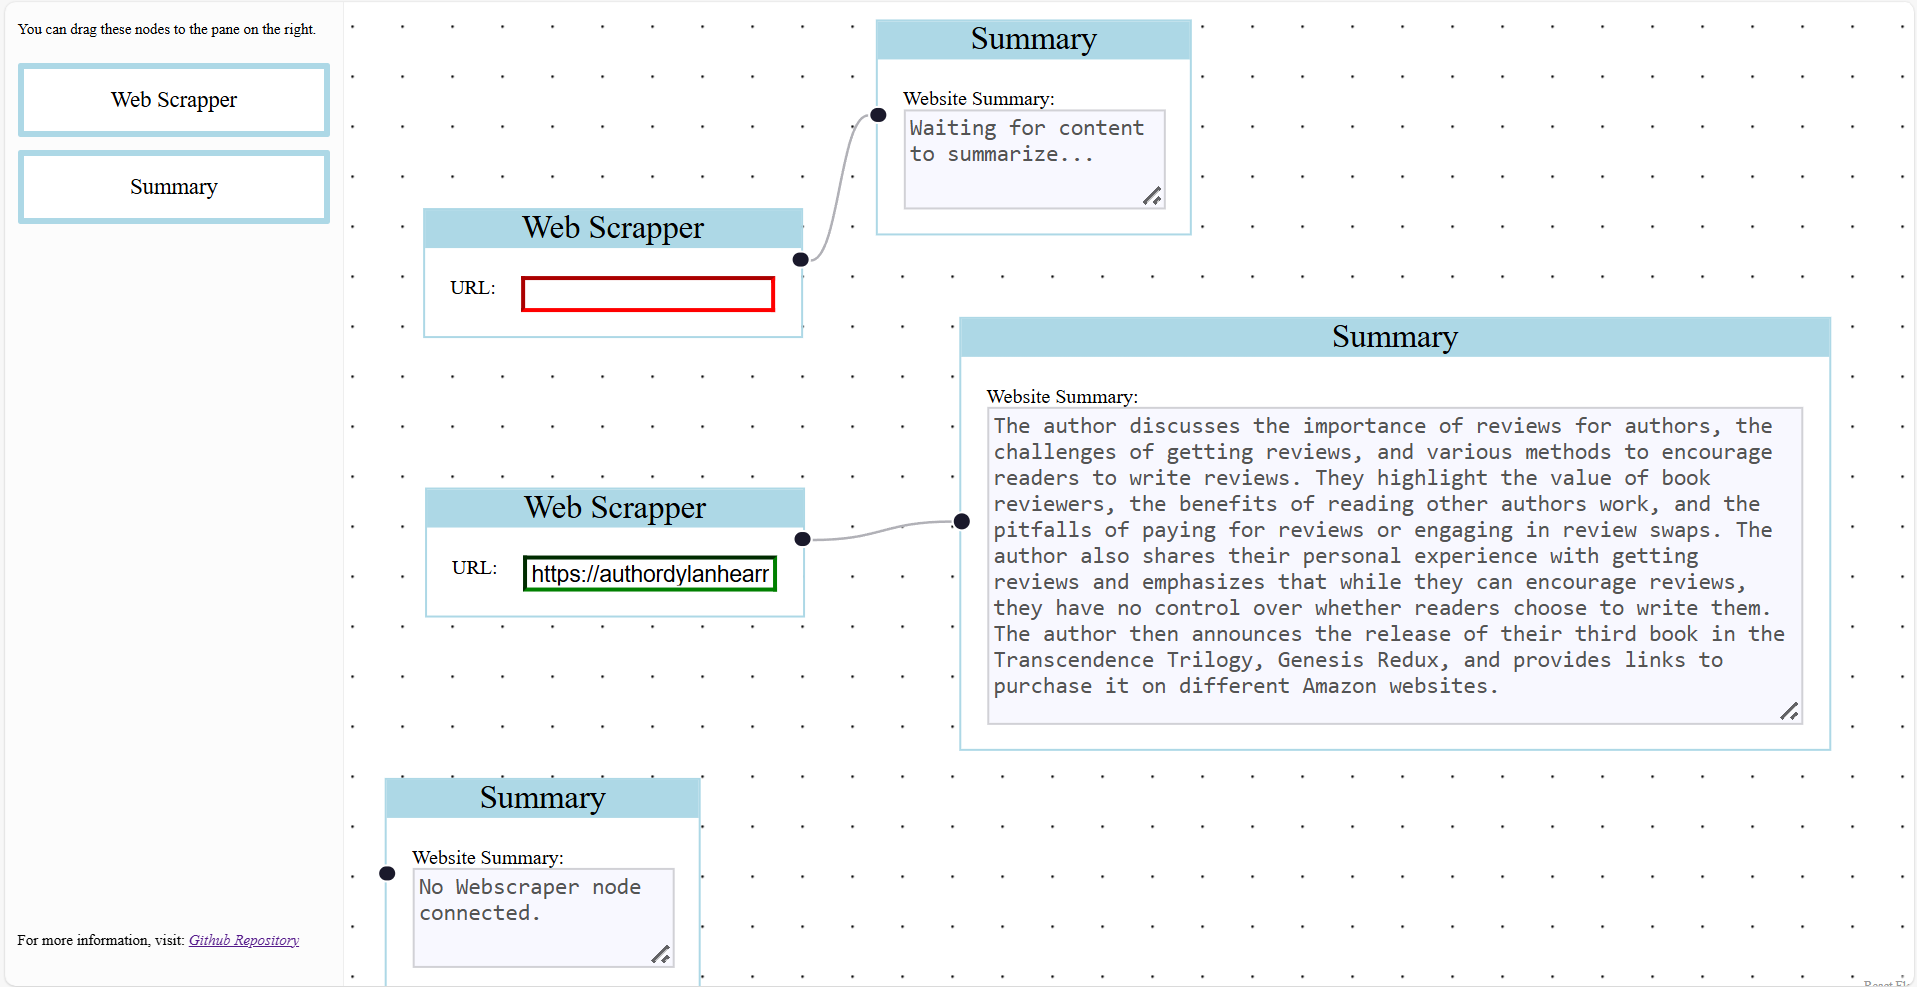 You can drag these nodes to the pane on the right.
Web Scrapper
Summary
For more information, visit: Github Repository
Summary
Website Summary:
Waiting for content
to summarize...
Web Scrapper
URL:
Summary
Website Summary:
The author discusses the importance of reviews for authors, the
challenges of getting reviews, and various methods to encourage
readers to write reviews. They highlight the value of book
reviewers, the benefits of reading other authors work, and the
pitfalls of paying for reviews or engaging in review swaps. The
author also shares their personal experience with getting
reviews and emphasizes that while they can encourage reviews,
they have no control over whether readers choose to write them.
The author then announces the release of their third book in the
Transcendence Trilogy, Genesis Redux, and provides links to
purchase it on different Amazon websites.
Web Scrapper
URL: https://authordylanhearr
Summary
Website Summary:
No Webscraper node
connected.